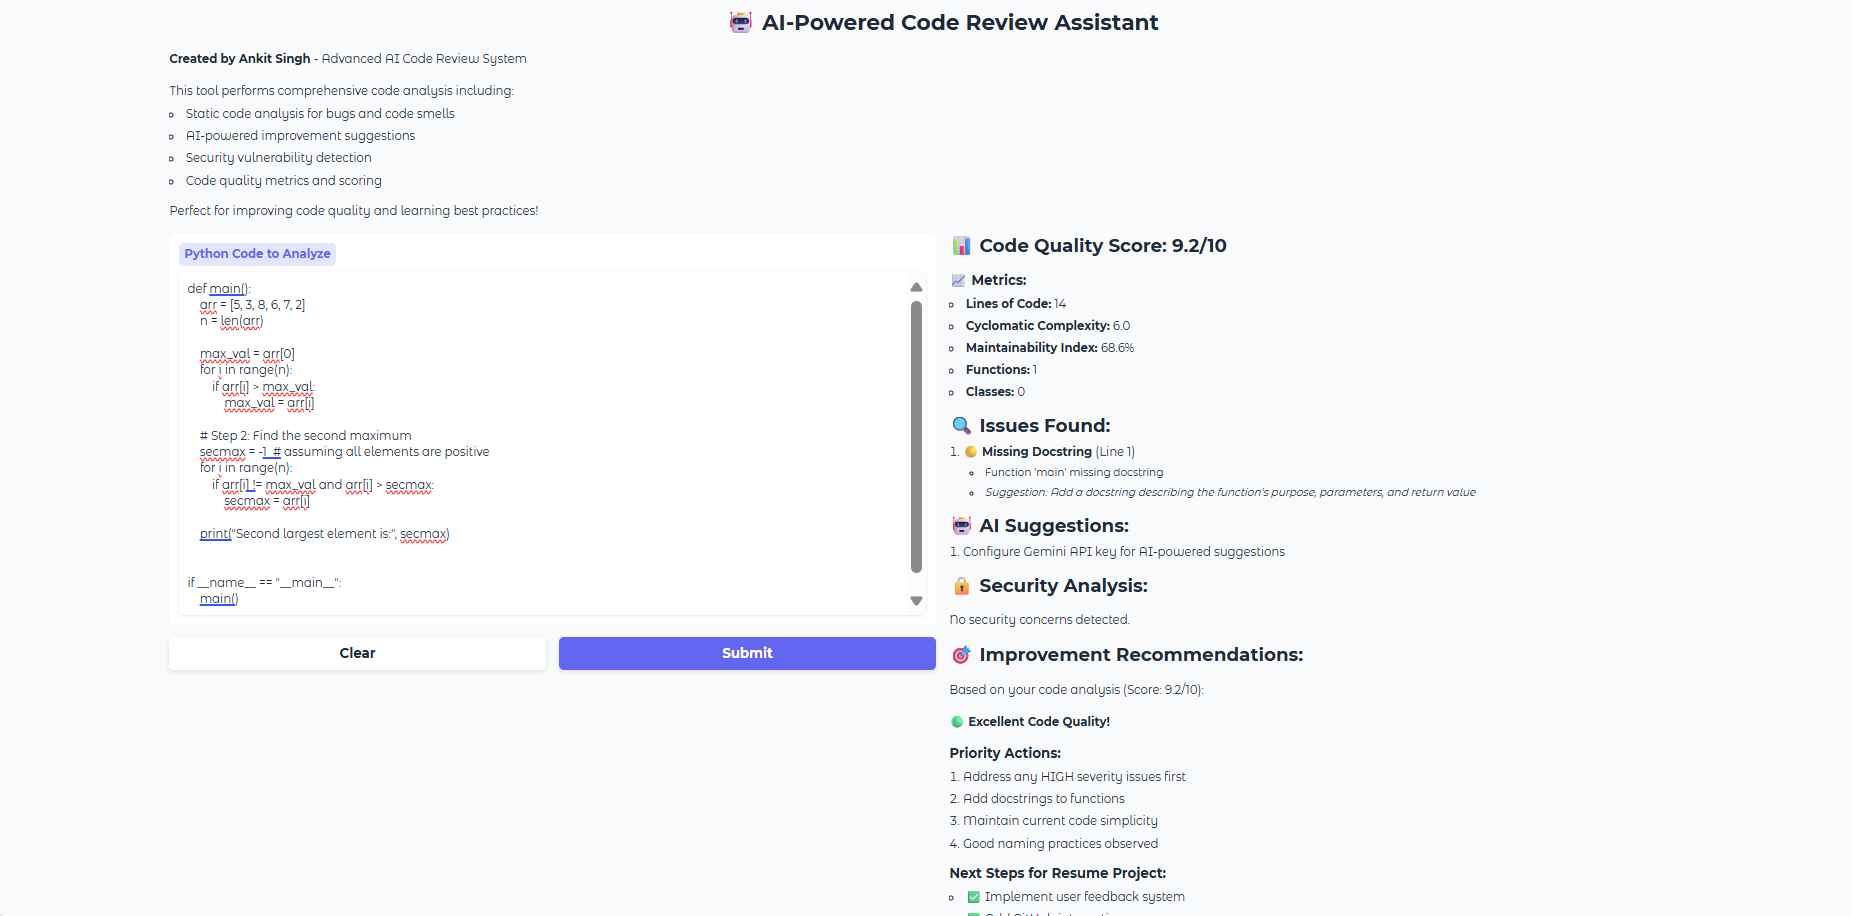 AI-Powered Code Review Assistant
Created by Ankit Singh - Advanced AI Code Review System
This tool performs comprehensive code analysis including:
Static code analysis for bugs and code smells
AI-powered improvement suggestions
Security vulnerability detection
Code quality metrics and scoring
Perfect for improving code quality and learning best practices!
Python Code to Analyze
def main():
    arr = [5, 3, 8, 6, 7, 2]
    n = len(arr)
    max_val = arr[0]
    for i in range(n):
        if arr[i] > max_val:
            max_val = arr[i]
    # Step 2: Find the second maximum
    secmax = -1  # assuming all elements are positive
    for i in range(n):
        if arr[i] != max_val and arr[i] > secmax:
            secmax = arr[i]
    print("Second largest element is:", secmax)
if __name__ == "__main__":
    main()
Clear
Submit
Code Quality Score: 9.2/10
Metrics:
Lines of Code: 14
Cyclomatic Complexity: 6.0
Maintainability Index: 68.6%
Functions: 1
Classes: 0
Issues Found:
1. Missing Docstring (Line 1)
Function 'main' missing docstring
Suggestion: Add a docstring describing the function's purpose, parameters, and return value
AI Suggestions:
1. Configure Gemini API key for AI-powered suggestions
Security Analysis:
No security concerns detected.
Improvement Recommendations:
Based on your code analysis (Score: 9.2/10):
Excellent Code Quality!
Priority Actions:
1. Address any HIGH severity issues first
2. Add docstrings to functions
3. Maintain current code simplicity
4. Good naming practices observed
Next Steps for Resume Project:
Implement user feedback system